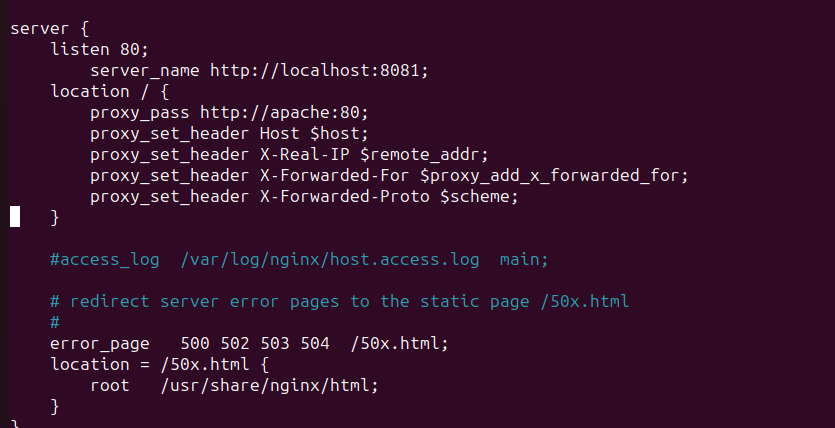 server {
    listen 80;
        server_name http://localhost:8081;
    location / {
        proxy_pass http://apache:80;
        proxy_set_header Host $host;
        proxy_set_header X-Real-IP $remote_addr;
        proxy_set_header X-Forwarded-For $proxy_add_x_forwarded_for;
        proxy_set_header X-Forwarded-Proto $scheme;
    }
    #access_log  /var/log/nginx/host.access.log  main;
    # redirect server error pages to the static page /50x.html
    #
    error_page   500 502 503 504  /50x.html;
    location = /50x.html {
        root   /usr/share/nginx/html;
    }
}